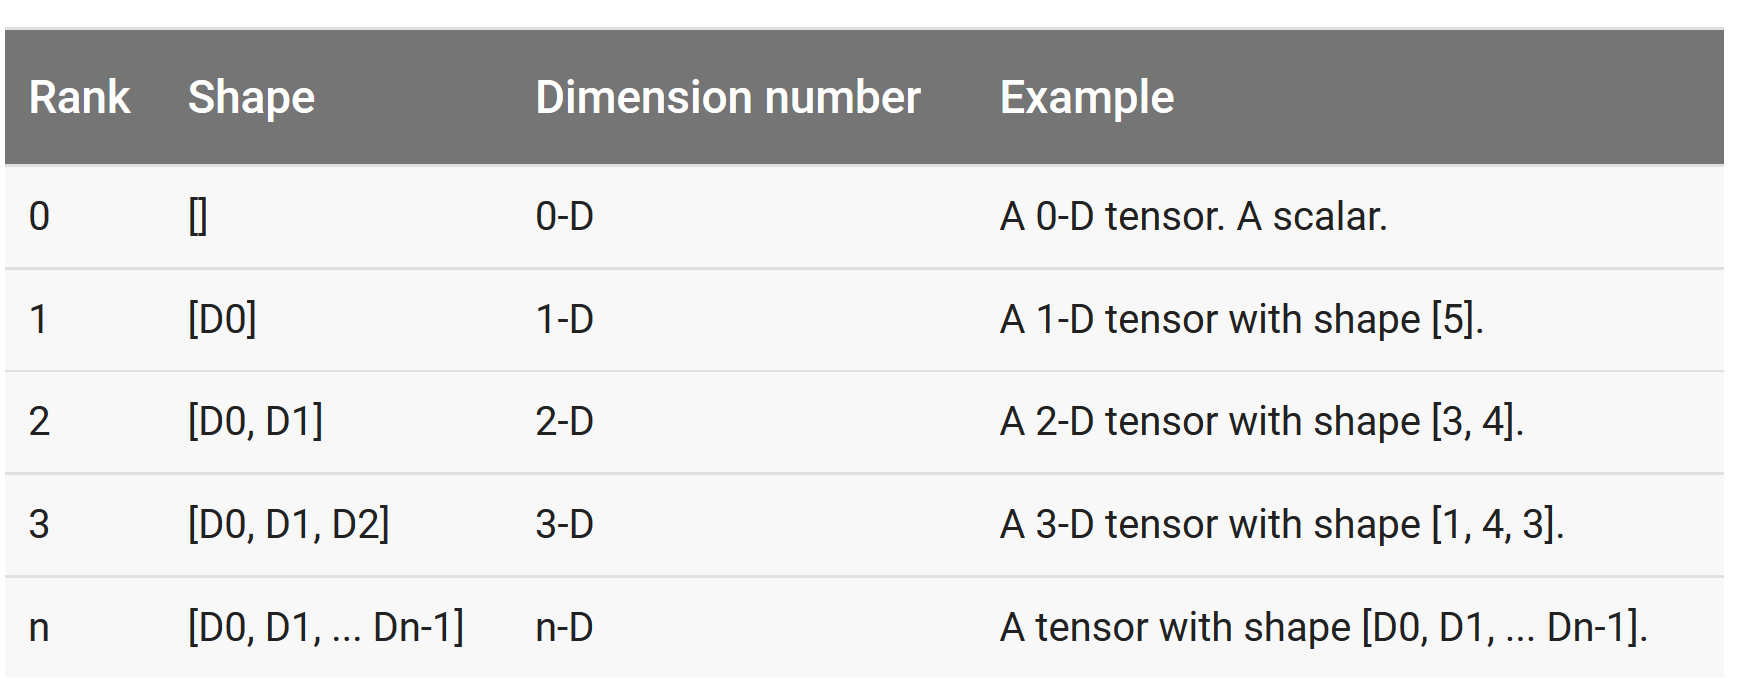 Rank Shape Dimension number Example
0 [] 0-D A 0-D tensor. A scalar.
1 [D0] 1-D A 1-D tensor with shape [5].
2 [D0, D1] 2-D A 2-D tensor with shape [3, 4].
3 [D0, D1, D2] 3-D A 3-D tensor with shape [1, 4, 3].
n [D0, D1, ... Dn-1] n-D A tensor with shape [D0, D1, ... Dn-1].